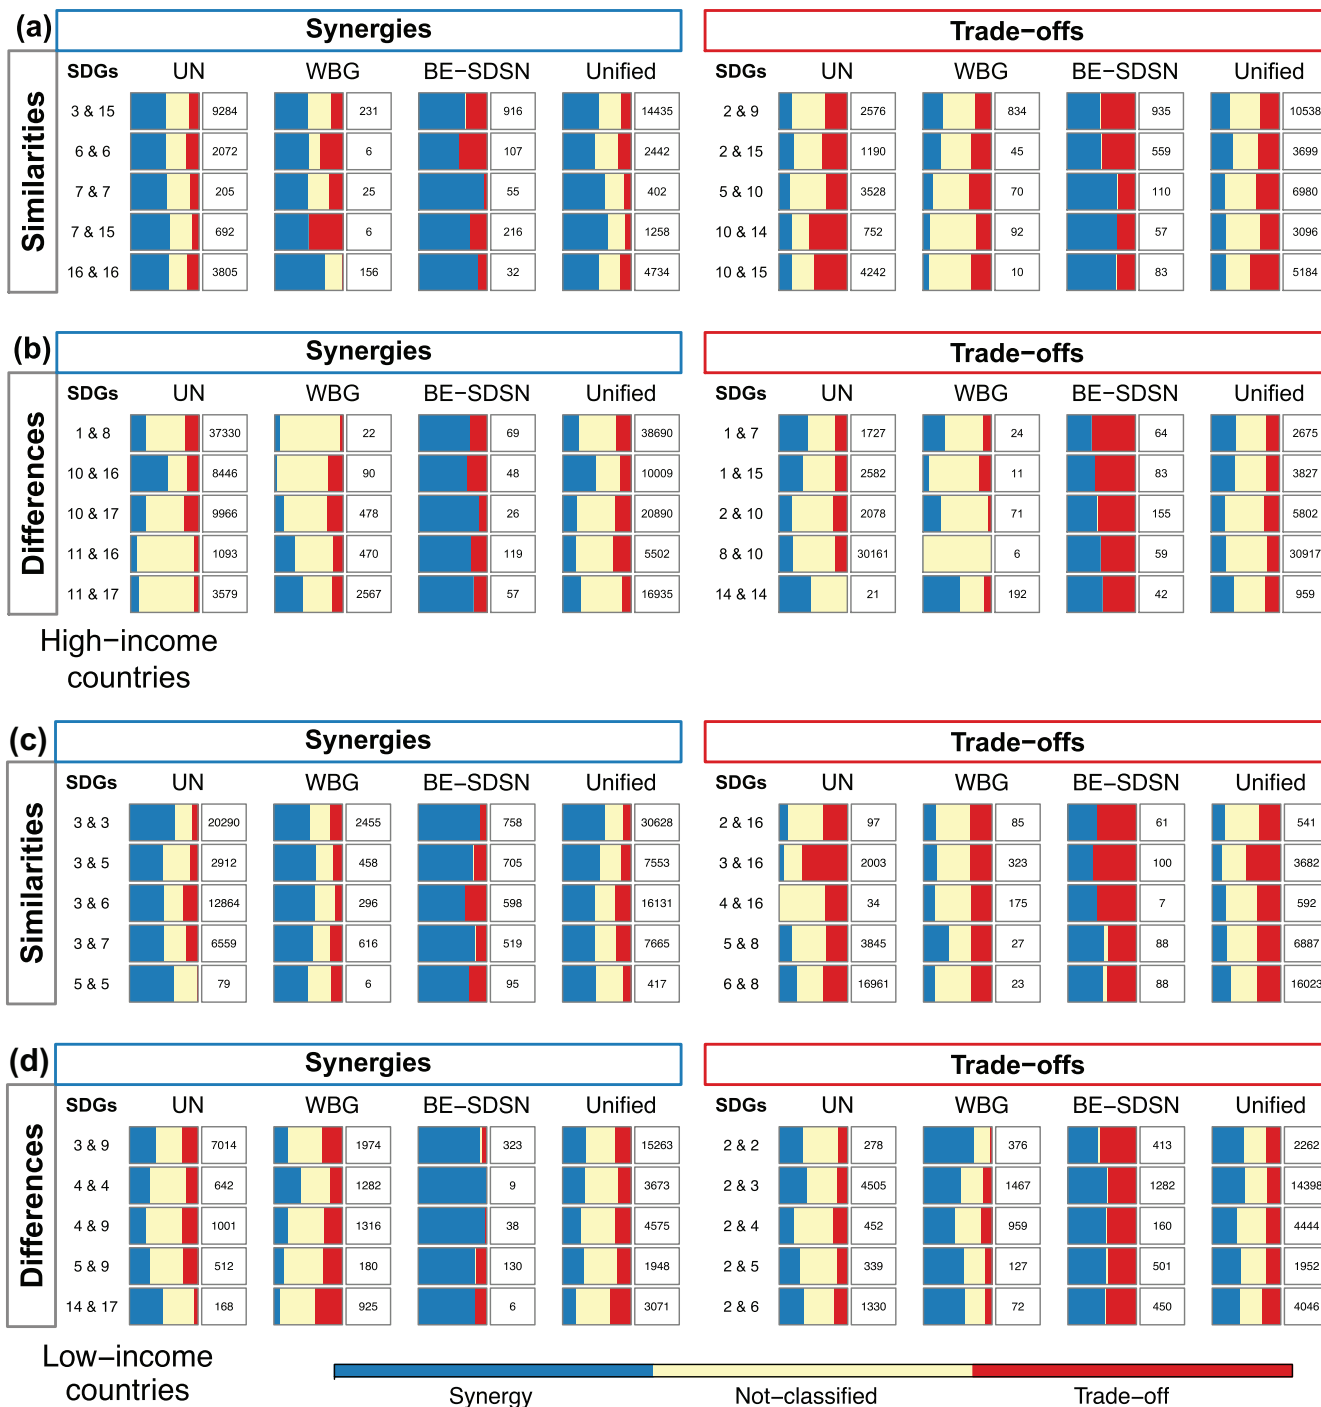 (a) Synergies Trade−offs
Similarities
SDGs UN WBG BE−SDSN Unified SDGs UN WBG BE−SDSN Unified
3 & 15 9284 231 916 14435 2 & 9 2576 834 935 10538
6 & 6 2072 6 107 2442 2 & 15 1190 45 559 3699
7 & 7 205 25 55 402 5 & 10 3528 70 110 6980
7 & 15 692 6 216 1258 10 & 14 752 92 57 3096
16 & 16 3805 156 32 4734 10 & 15 4242 10 83 5184
(b) Synergies Trade−offs
Differences
SDGs UN WBG BE−SDSN Unified SDGs UN WBG BE−SDSN Unified
1 & 8 37330 22 69 38690 1 & 7 1727 24 64 2675
10 & 16 8446 90 48 10009 1 & 15 2582 11 83 3827
10 & 17 9966 478 26 20890 2 & 10 2078 71 155 5802
11 & 16 1093 470 119 5502 8 & 10 30161 6 59 30917
11 & 17 3579 2567 57 16935 14 & 14 21 192 42 959
High−income
countries
(c) Synergies Trade−offs
Similarities
SDGs UN WBG BE−SDSN Unified SDGs UN WBG BE−SDSN Unified
3 & 3 20290 2455 758 30628 2 & 16 97 85 61 541
3 & 5 2912 458 705 7553 3 & 16 2003 323 100 3682
3 & 6 12864 296 598 16131 4 & 16 34 175 7 592
3 & 7 6559 616 519 7665 5 & 8 3845 27 88 6887
5 & 5 79 6 95 417 6 & 8 16961 23 88 16023
(d) Synergies Trade−offs
Differences
SDGs UN WBG BE−SDSN Unified SDGs UN WBG BE−SDSN Unified
3 & 9 7014 1974 323 15263 2 & 2 278 376 413 2262
4 & 4 642 1282 9 3673 2 & 3 4505 1467 1282 14398
4 & 9 1001 1316 38 4575 2 & 4 452 959 160 4444
5 & 9 512 180 130 1948 2 & 5 339 127 501 1952
14 & 17 168 925 6 3071 2 & 6 1330 72 450 4046
Low−income
countries
Synergy Not−classified Trade−off